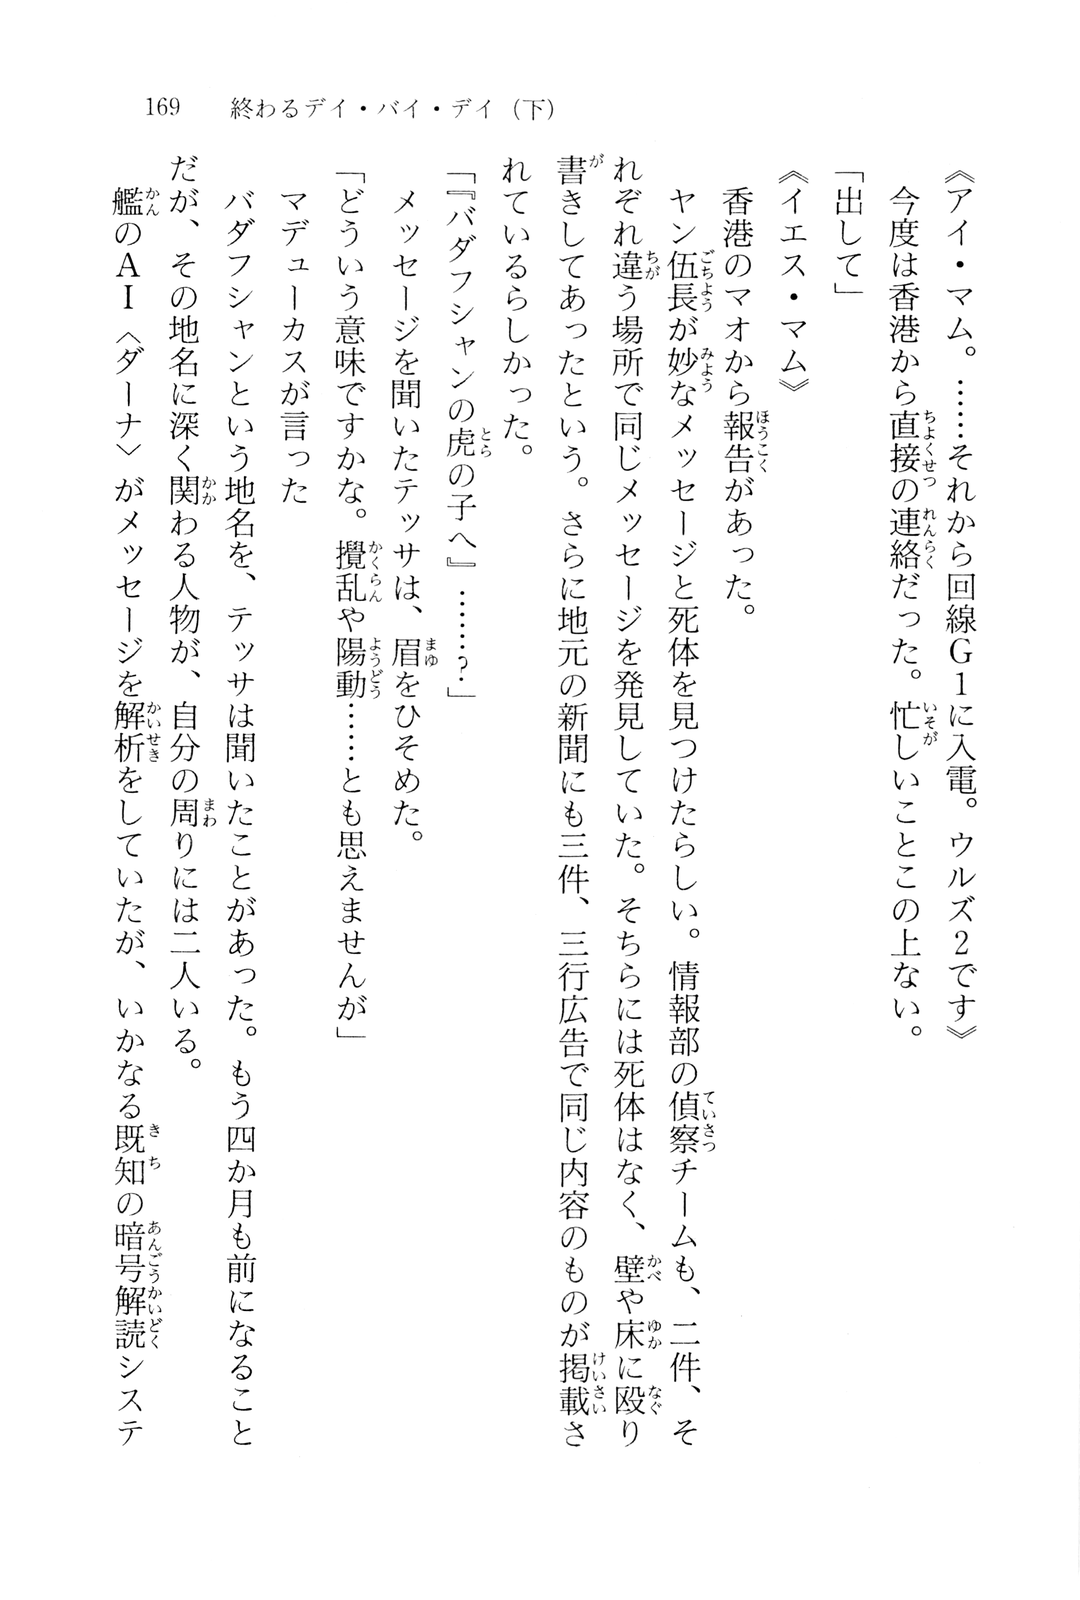 169　終わるデイ・バイ・デイ（下）
《アイ・マム。……それから回線G1に入電。ウルズ2です》
今度は香港から直接の連絡だった。忙しいことこの上ない。
「出して」
《イエス・マム》
香港のマオから報告があった。
ヤン伍長が妙なメッセージと死体を見つけたらしい。情報部の偵察チームも、二件、そ
れぞれ違う場所で同じメッセージを発見していた。そちらには死体はなく、壁や床に殴り
書きしてあったという。さらに地元の新聞にも三件、三行広告で同じ内容のものが掲載さ
れているらしかった。
「『バダフシャンの虎の子へ』……？」
メッセージを聞いたテッサは、眉をひそめた。
「どういう意味ですかな。攪乱や陽動……とも思えませんが」
マデューカスが言った
バダフシャンという地名を、テッサは聞いたことがあった。もう四か月も前になること
だが、その地名に深く関わる人物が、自分の周りには二人いる。
艦のAI〈ダーナ〉がメッセージを解析をしていたが、いかなる既知の暗号解読システ